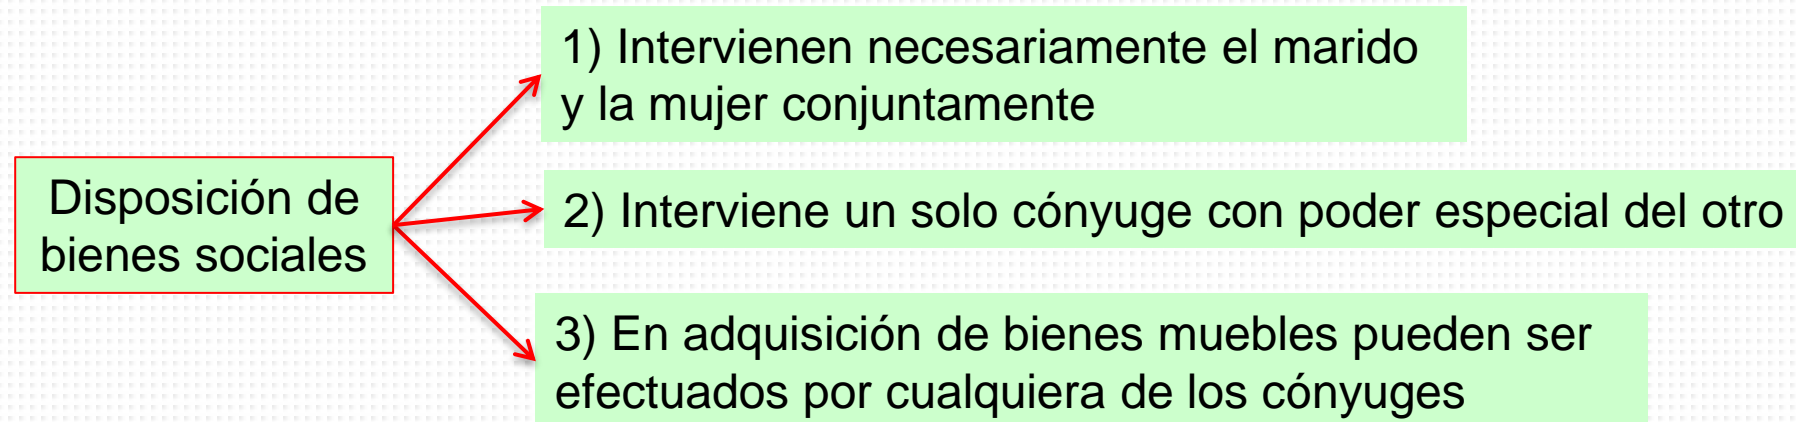 1) Intervienen necesariamente el marido
y la mujer conjuntamente
Disposición de
bienes sociales
2) Interviene un solo cónyuge con poder especial del otro
3) En adquisición de bienes muebles pueden ser
efectuados por cualquiera de los cónyuges